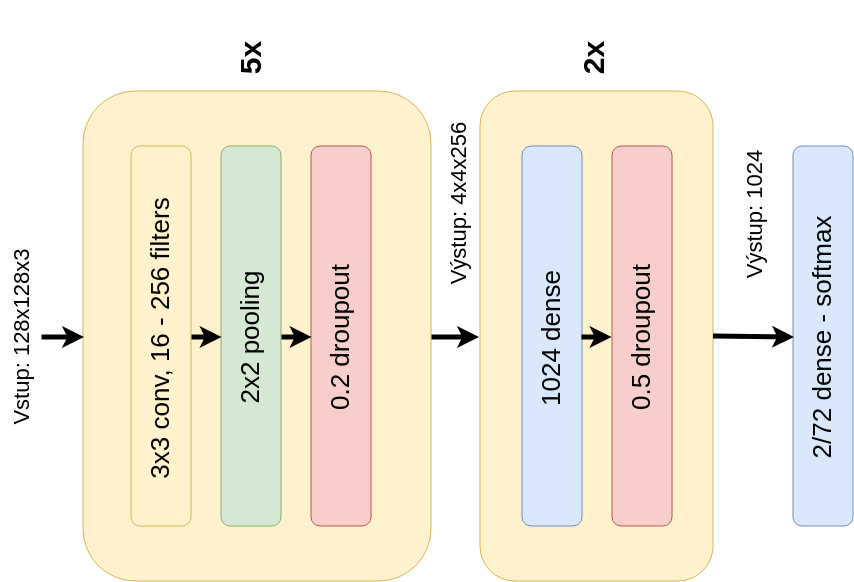 Vstup: 128x128x3
5x
3x3 conv, 16 - 256 filters
2x2 pooling
0.2 droupout
Výstup: 4x4x256
2x
1024 dense
0.5 droupout
Výstup: 1024
2/72 dense - softmax